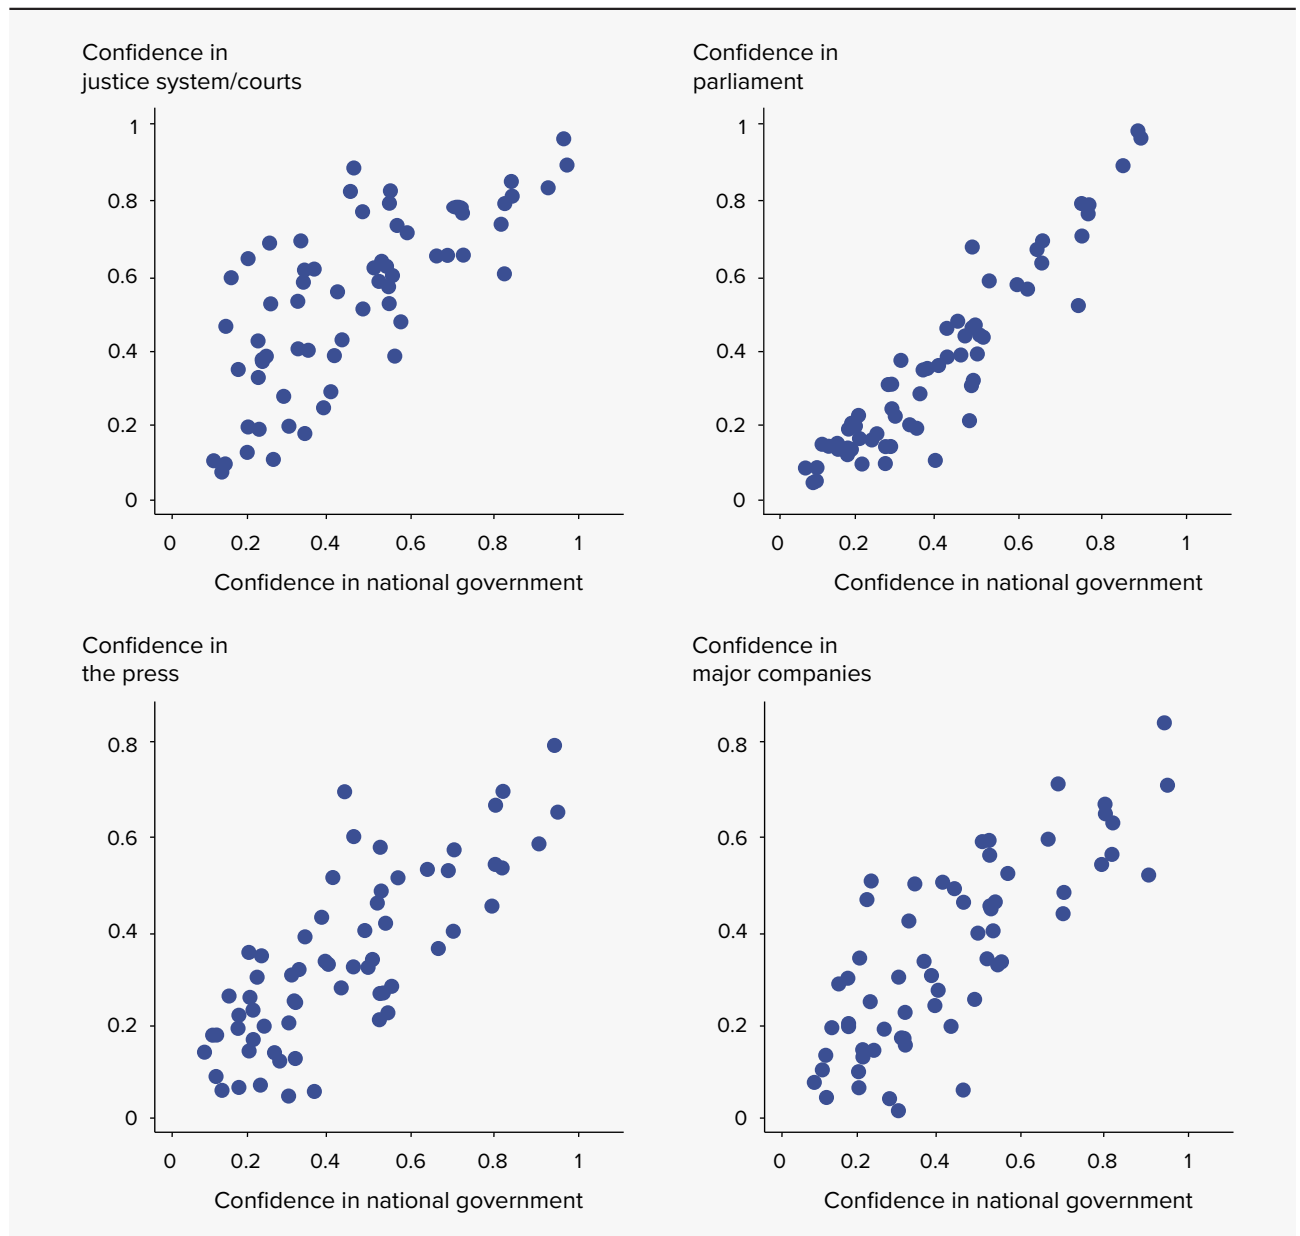 Confidence in
justice system/courts
1
0.8
0.6
0.4
0.2
0
0 0.2 0.4 0.6 0.8 1
Confidence in national government
Confidence in
parliament
1
0.8
0.6
0.4
0.2
0
0 0.2 0.4 0.6 0.8 1
Confidence in national government
Confidence in
the press
0.8
0.6
0.4
0.2
0
0 0.2 0.4 0.6 0.8 1
Confidence in national government
Confidence in
major companies
0.8
0.6
0.4
0.2
0
0 0.2 0.4 0.6 0.8 1
Confidence in national government